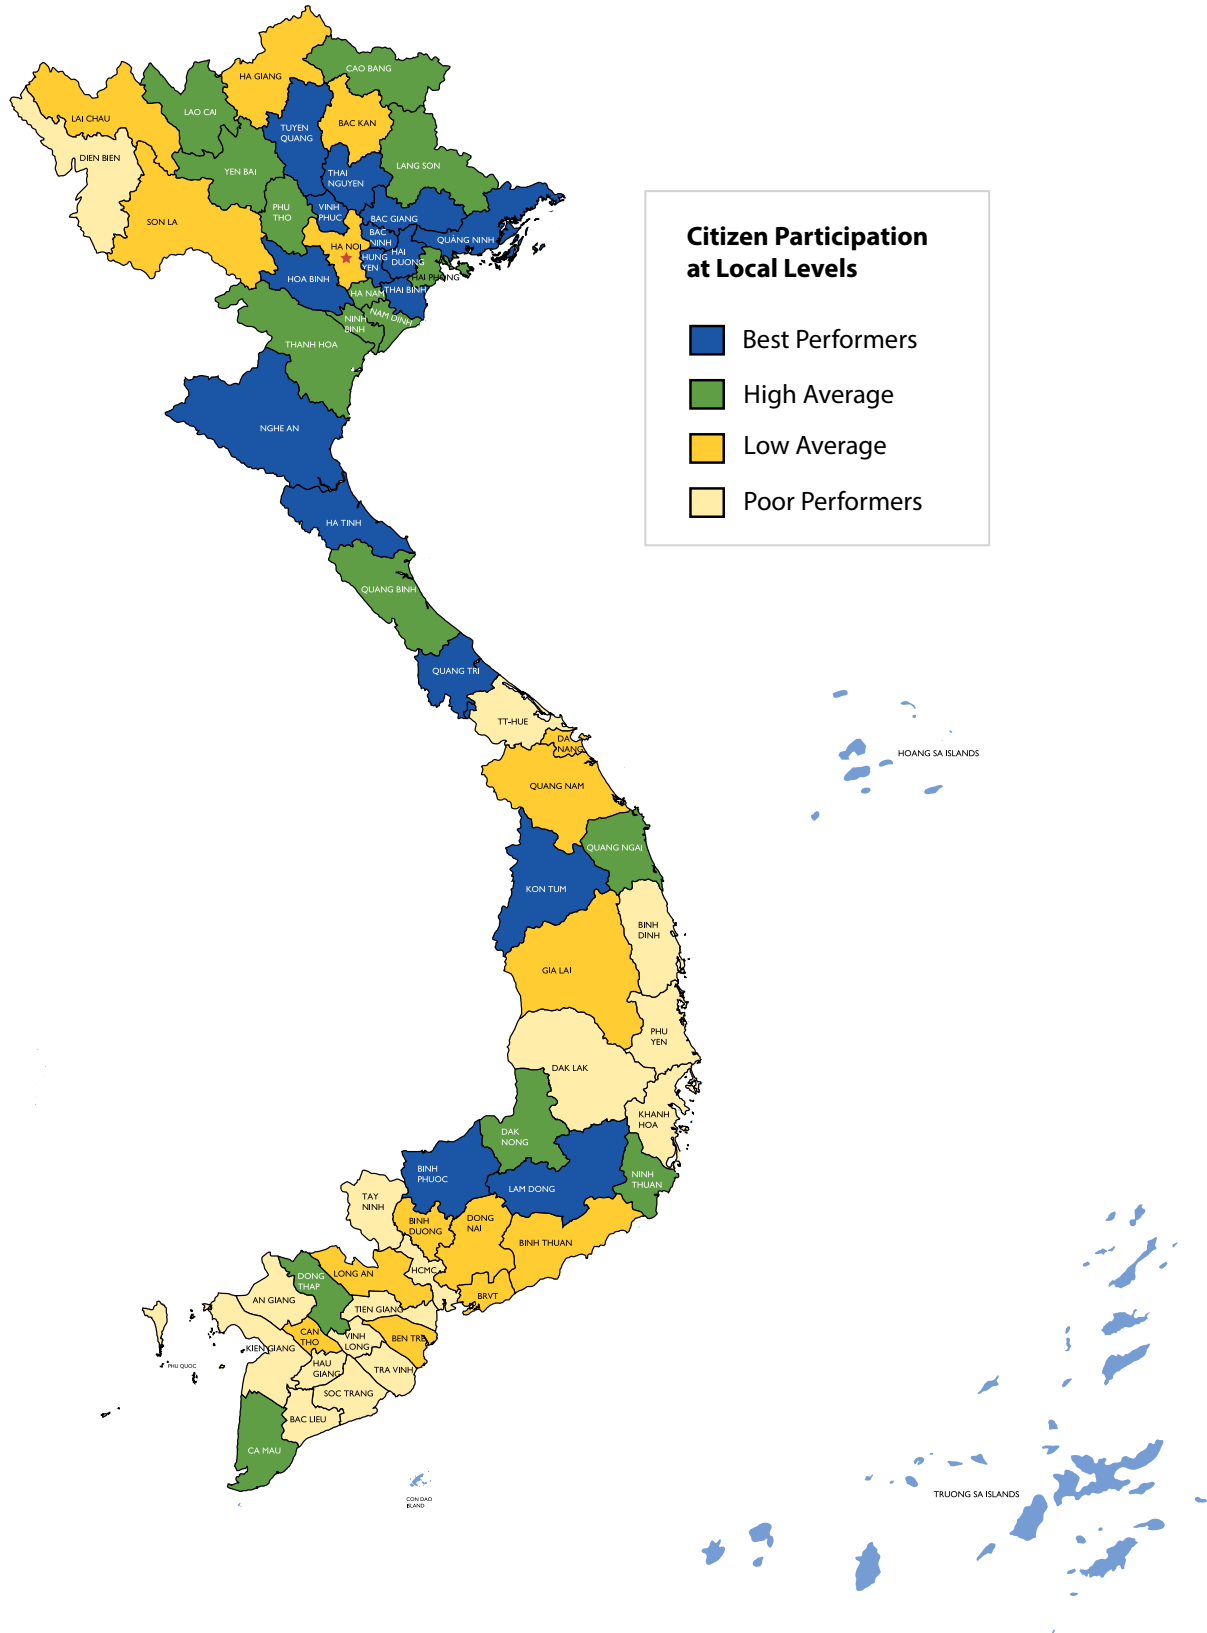 HA GIANG
CAO BANG
LAO CAI
LAI CHAU
BAC KAN
TUYEN
QUANG
DIEN BIEN
YEN BAI
LANG SON
THAI
NGUYEN
SON LA
PHU
THO
VINH
PHUC
BAC GIANG
BAC
NINH
QUANG NINH
HA NOI
HAI
DUONG
HUNG
YEN
HAI PHONG
HOA BINH
HA NAM
THAI BINH
NAM DINH
NINH
BINH
THANH HOA
NGHE AN
HA TINH
QUANG BINH
QUANG TRI
TT-HUE
DA
NANG
QUANG NAM
QUANG NGAI
KON TUM
BINH
DINH
GIA LAI
PHU
YEN
DAK LAK
KHANH
HOA
DAK
NONG
BINH
PHUOC
LAM DONG
NINH
THUAN
TAY
NINH
BINH
DUONG
DONG
NAI
BINH THUAN
HCMC
LONG AN
DONG
THAP
BRVT
AN GIANG
TIEN GIANG
CAN
THO
VINH
LONG
BEN TRE
KIEN GIANG
PHU QUOC
HAU
GIANG
TRA VINH
SOC TRANG
BAC LIEU
CA MAU
CON DAO
ISLAND
Citizen Participation
at Local Levels
Best Performers
High Average
Low Average
Poor Performers
HOANG SA ISLANDS
TRUONG SA ISLANDS